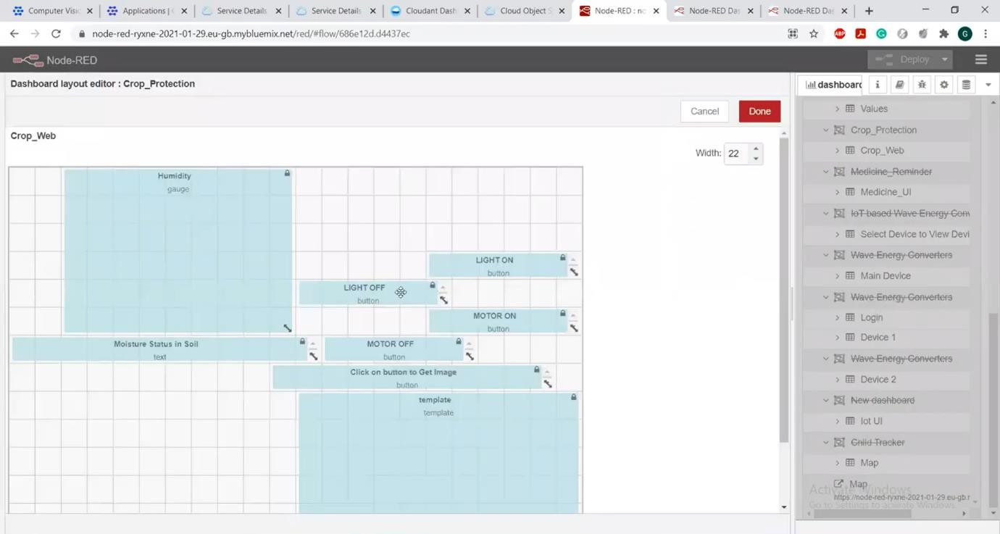 Computer Visi
Applications | (
Service Details
Service Details
Cloudant Dash
Cloud Object S
Node-RED : no
Node-RED Das
Node-RED Das
node-red-ryxne-2021-01-29.eu-gb.mybluemix.net/red/#flow/686e12d.d4437ec
ABP
G
Node-RED
Deploy
Dashboard layout editor : Crop_Protection
dashboard
i
Cancel
Done
Crop_Web
Width: 22
Humidity
gauge
LIGHT ON
button
LIGHT OFF
button
MOTOR ON
button
Moisture Status in Soil
text
MOTOR OFF
button
Click on button to Get Image
button
template
template
Values
Crop_Protection
Crop_Web
Medicine_Reminder
Medicine_UI
IoT based Wave Energy Conv
Select Device to View Devi
Wave Energy Converters
Main Device
Wave Energy Converters
Login
Device 1
Wave Energy Converters
Device 2
New dashboard
Iot UI
Child Tracker
Map
Map
https://node-red-ryxne-2021-01-29.eu-gb.r
Activate Windows
Go to Settings to activate Windows.